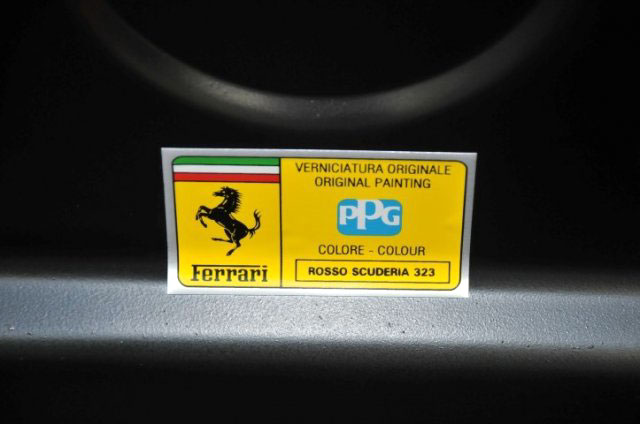 VERNICIATURA ORIGINALE
ORIGINAL PAINTING
PPG
COLORE - COLOUR
ROSSO SCUDERIA 323
Ferrari